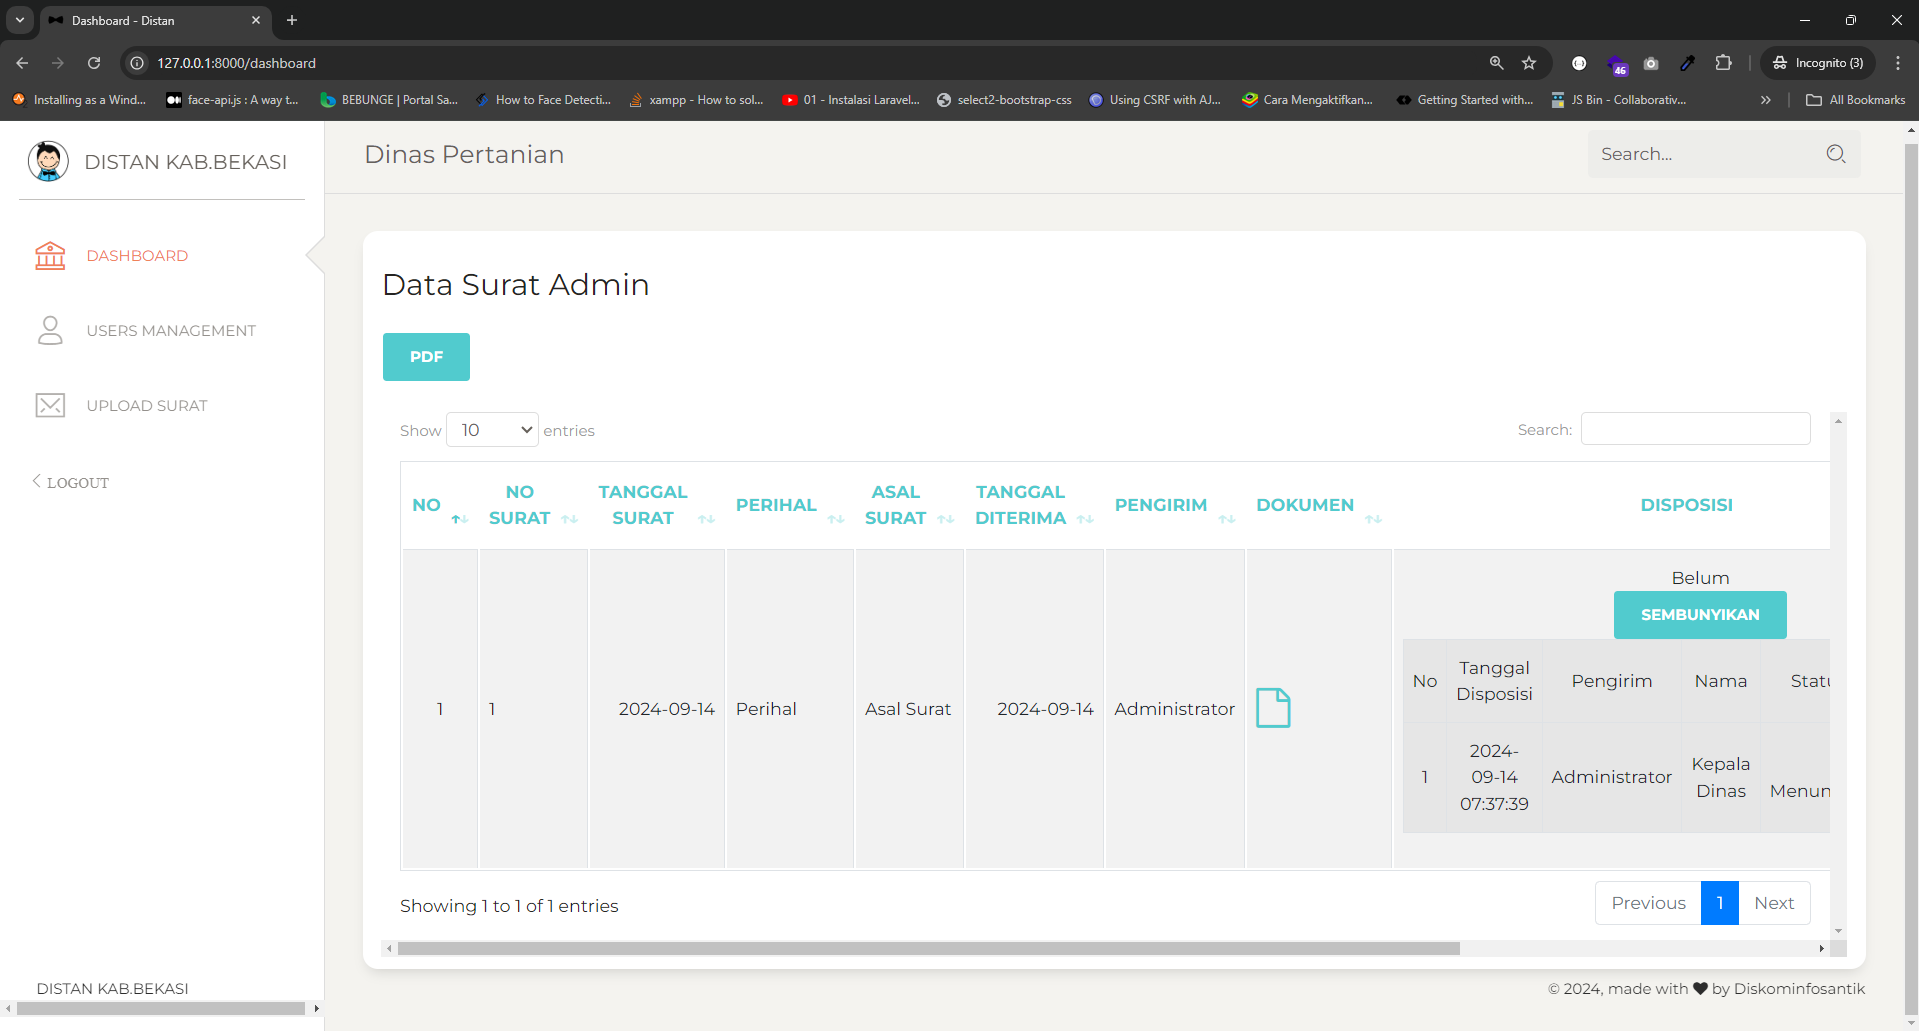 Dashboard - Distan
127.0.0.1:8000/dashboard
46
Incognito (3)
Installing as a Wind...
face-api.js : A way t...
BEBUNGE | Portal Sa...
How to Face Detecti...
xampp - How to sol...
01 - Instalasi Laravel...
select2-bootstrap-css
Using CSRF with AJ...
Cara Mengaktifkan...
Getting Started with...
JS Bin - Collaborativ...
All Bookmarks
DISTAN KAB.BEKASI
DASHBOARD
USERS MANAGEMENT
UPLOAD SURAT
LOGOUT
DISTAN KAB.BEKASI
Dinas Pertanian
Search...
Data Surat Admin
PDF
Show 10 entries
Search:
NO
NO SURAT
TANGGAL SURAT
PERIHAL
ASAL SURAT
TANGGAL DITERIMA
PENGIRIM
DOKUMEN
DISPOSISI
1
1
2024-09-14
Perihal
Asal Surat
2024-09-14
Administrator
Belum
SEMBUNYIKAN
No
Tanggal Disposisi
Pengirim
Nama
Statu
1
2024-
09-14
07:37:39
Administrator
Kepala Dinas
Menun
Showing 1 to 1 of 1 entries
Previous 1 Next
© 2024, made with ♥ by Diskominfosantik